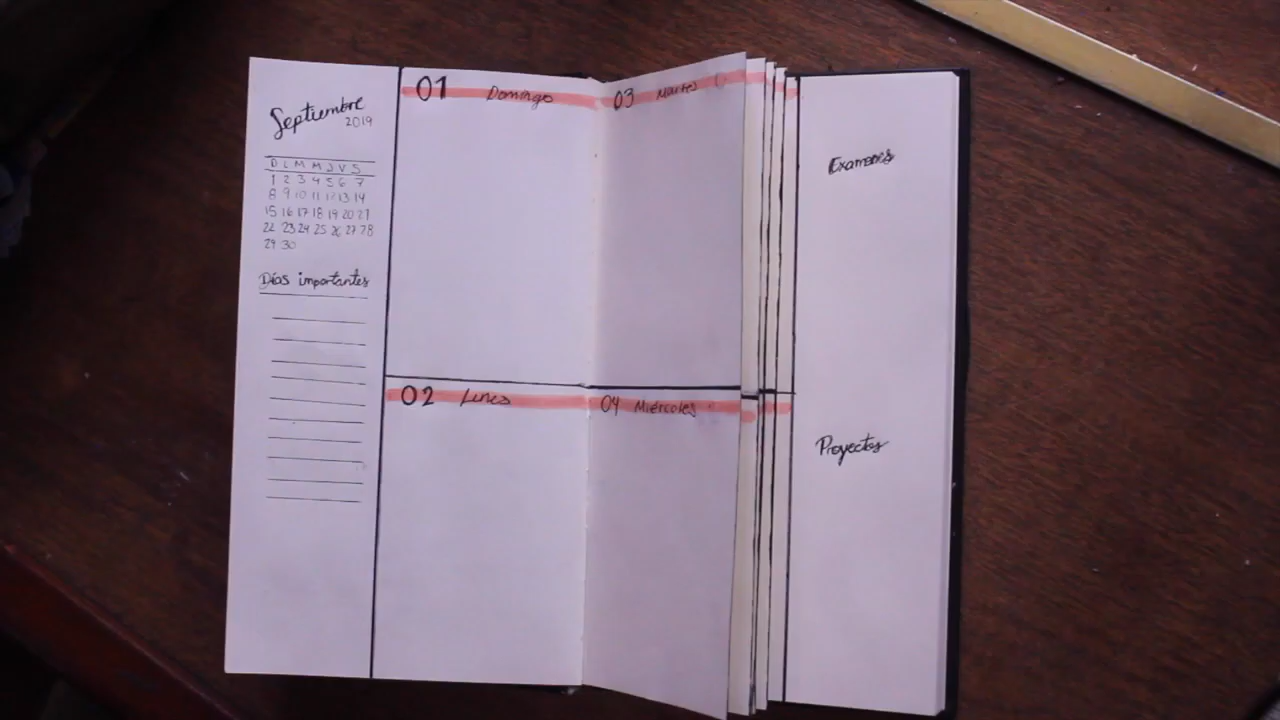 Septiembre
2019
D L M M J V S
1 2 3 4 5 6 7
8 9 10 11 12 13 14
15 16 17 18 19 20 21
22 23 24 25 26 27 28
29 30
Días importantes
01 Domingo
02 Lunes
03 Martes
04 Miércoles
Examenes
Proyectos